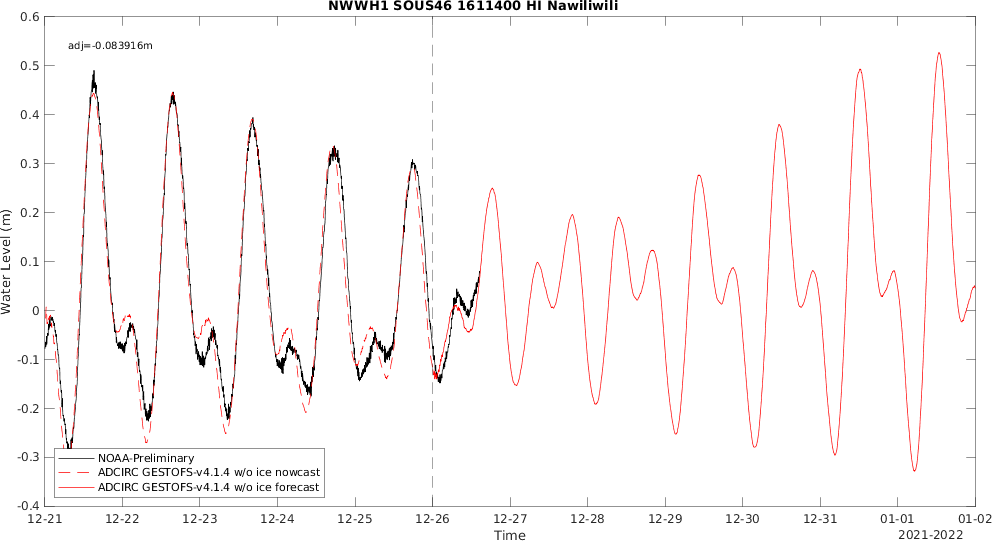 NWWH1 SOUS46 1611400 HI Nawiliwili
adj=-0.083916m
0.6
0.5
0.4
0.3
0.2
0.1
0
-0.1
-0.2
-0.3
-0.4
Water Level (m)
NOAA-Preliminary
ADCIRC GESTOFS-v4.1.4 w/o ice nowcast
ADCIRC GESTOFS-v4.1.4 w/o ice forecast
12-21 12-22 12-23 12-24 12-25 12-26 12-27 12-28 12-29 12-30 12-31 01-01 01-02
Time
2021-2022